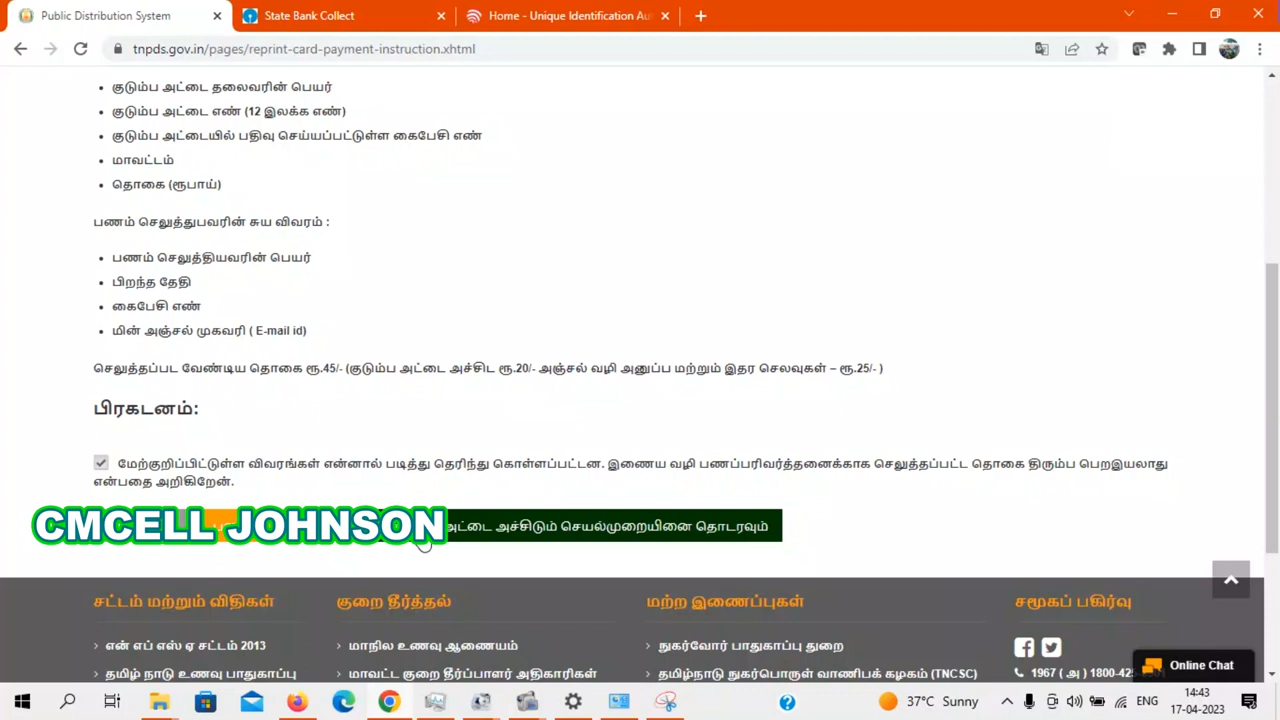 Public Distribution System
State Bank Collect
Home - Unique Identification Au
tnpds.gov.in/pages/reprint-card-payment-instruction.xhtml
குடும்ப அட்டை தலைவரின் பெயர்
குடும்ப அட்டை எண் (12 இலக்க எண்)
குடும்ப அட்டையில் பதிவு செய்யப்பட்டுள்ள கைபேசி எண்
மாவட்டம்
தொகை (ரூபாய்)
பணம் செலுத்துபவரின் சுய விவரம் :
பணம் செலுத்தியவரின் பெயர்
பிறந்த தேதி
கைபேசி எண்
மின் அஞ்சல் முகவரி ( E-mail id)
செலுத்தப்பட வேண்டிய தொகை ரூ.45/- (குடும்ப அட்டை அச்சிட ரூ.20/- அஞ்சல் வழி அனுப்ப மற்றும் இதர செலவுகள் – ரூ.25/- )
பிரகடனம்:
மேற்குறிப்பிட்டுள்ள விவரங்கள் என்னால் படித்து தெரிந்து கொள்ளப்பட்டன. இணைய வழி பணப்பரிவர்த்தனைக்காக செலுத்தப்பட்ட தொகை திரும்ப பெறஇயலாது
என்பதை அறிகிறேன்.
CMCELL JOHNSON
அட்டை அச்சிடும் செயல்முறையினை தொடரவும்
சட்டம் மற்றும் விதிகள்
குறை தீர்த்தல்
மற்ற இணைப்புகள்
சமூகப் பகிர்வு
என் எப் எஸ் ஏ சட்டம் 2013
மாநில உணவு ஆணையம்
நுகர்வோர் பாதுகாப்பு துறை
தமிழ் நாடு உணவு பாதுகாப்பு
மாவட்ட குறை தீர்ப்பாளர் அதிகாரிகள்
தமிழ்நாடு நுகர்பொருள் வாணிபக் கழகம் (TNCSC)
1967 ( அ ) 1800-425-
Online Chat
37°C Sunny
ENG
14:43
17-04-2023